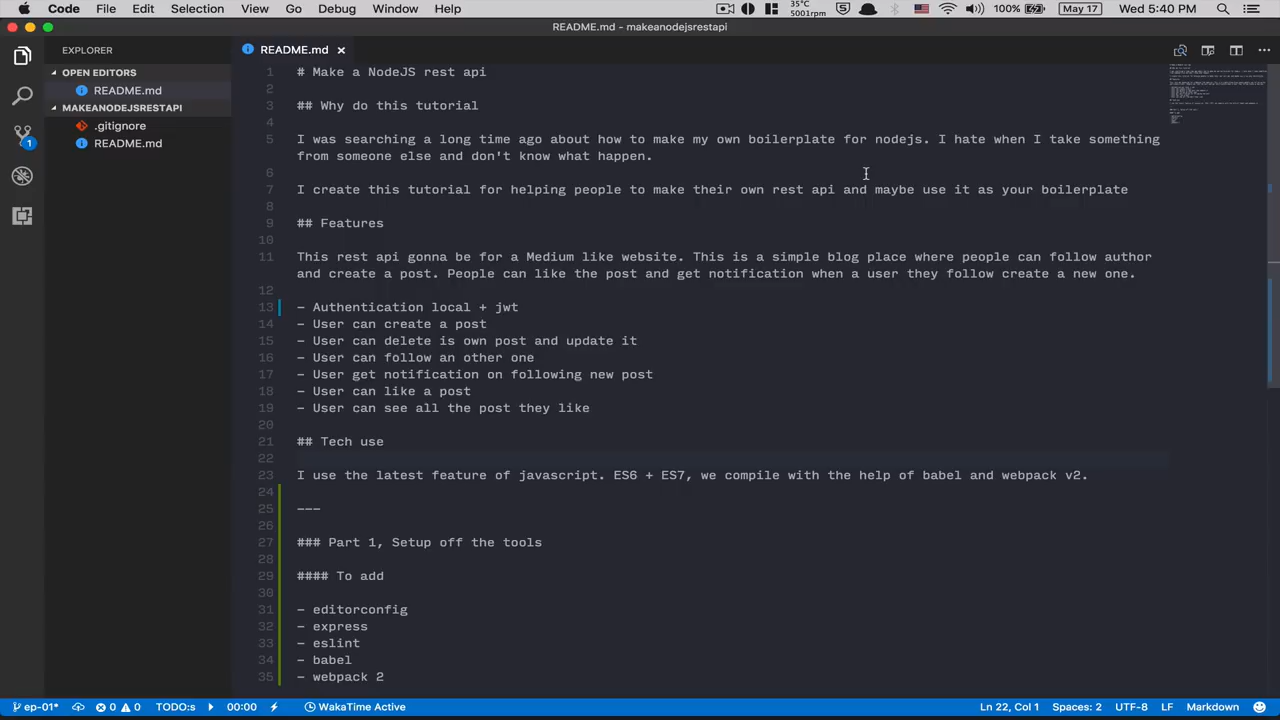 Code File Edit Selection View Go Debug Window Help 35°C 5001rpm 100% May 17 Wed 5:40 PM
README.md - makeanodejsrestapi
EXPLORER
OPEN EDITORS
README.md
MAKEANODEJSRESTAPI
.gitignore
README.md
1
README.md
1 # Make a NodeJS rest api
2
3 ## Why do this tutorial
4
5 I was searching a long time ago about how to make my own boilerplate for nodejs. I hate when I take something
from someone else and don't know what happen.
6
7 I create this tutorial for helping people to make their own rest api and maybe use it as your boilerplate
8
9 ## Features
10
11 This rest api gonna be for a Medium like website. This is a simple blog place where people can follow author
and create a post. People can like the post and get notification when a user they follow create a new one.
12
13 - Authentication local + jwt
14 - User can create a post
15 - User can delete is own post and update it
16 - User can follow an other one
17 - User get notification on following new post
18 - User can like a post
19 - User can see all the post they like
20
21 ## Tech use
22
23 I use the latest feature of javascript. ES6 + ES7, we compile with the help of babel and webpack v2.
24
25 ---
26
27 ### Part 1, Setup off the tools
28
29 #### To add
30
31 - editorconfig
32 - express
33 - eslint
34 - babel
35 - webpack 2
ep-01* 0 0 TODO:s 00:00 WakaTime Active Ln 22, Col 1 Spaces: 2 UTF-8 LF Markdown